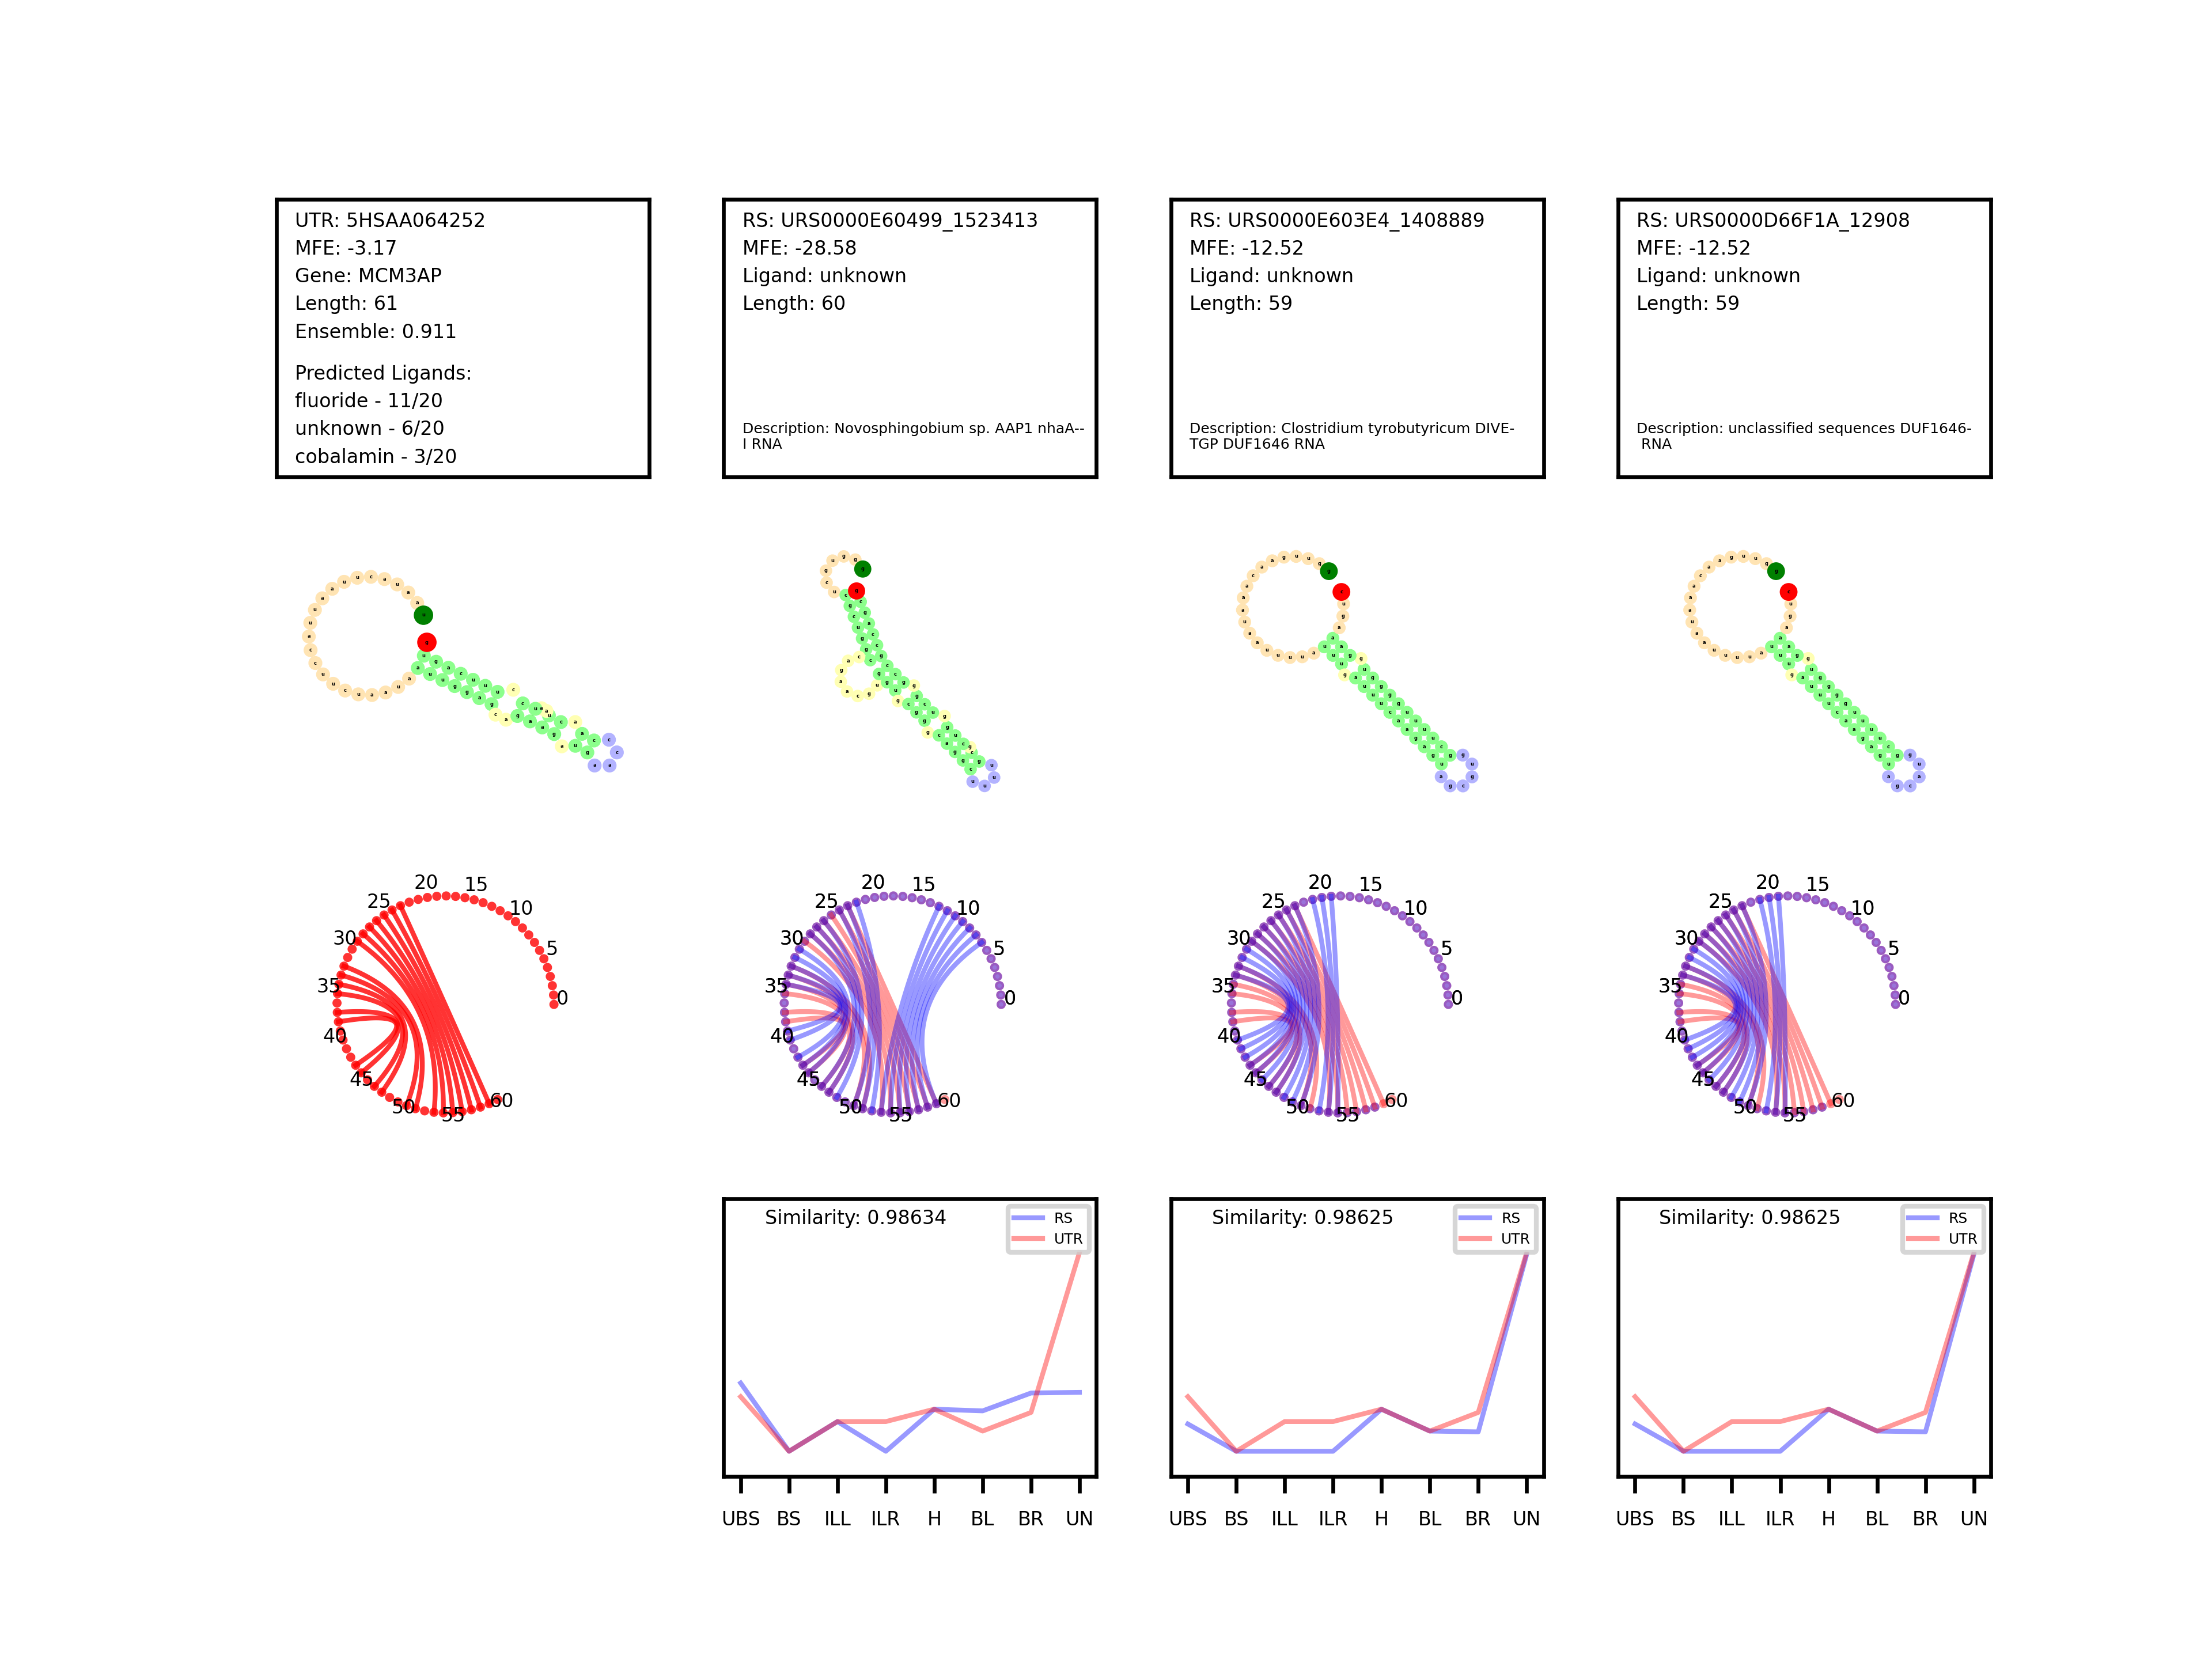 UTR: 5HSAA064252
MFE: -3.17
Gene: MCM3AP
Length: 61
Ensemble: 0.911
Predicted Ligands:
fluoride - 11/20
unknown - 6/20
cobalamin - 3/20
RS: URS0000E60499_1523413
MFE: -28.58
Ligand: unknown
Length: 60
Description: Novosphingobium sp. AAP1 nhaA--
I RNA
RS: URS0000E603E4_1408889
MFE: -12.52
Ligand: unknown
Length: 59
Description: Clostridium tyrobutyricum DIVE-
TGP DUF1646 RNA
RS: URS0000D66F1A_12908
MFE: -12.52
Ligand: unknown
Length: 59
Description: unclassified sequences DUF1646-
RNA
0 5 10 15 20 25 30 35 40 45 50 55 60
0 5 10 15 20 25 30 35 40 45 50 55 60
0 5 10 15 20 25 30 35 40 45 50 55 60
0 5 10 15 20 25 30 35 40 45 50 55 60
Similarity: 0.98634
RS
UTR
UBS BS ILL ILR H BL BR UN
Similarity: 0.98625
RS
UTR
UBS BS ILL ILR H BL BR UN
Similarity: 0.98625
RS
UTR
UBS BS ILL ILR H BL BR UN